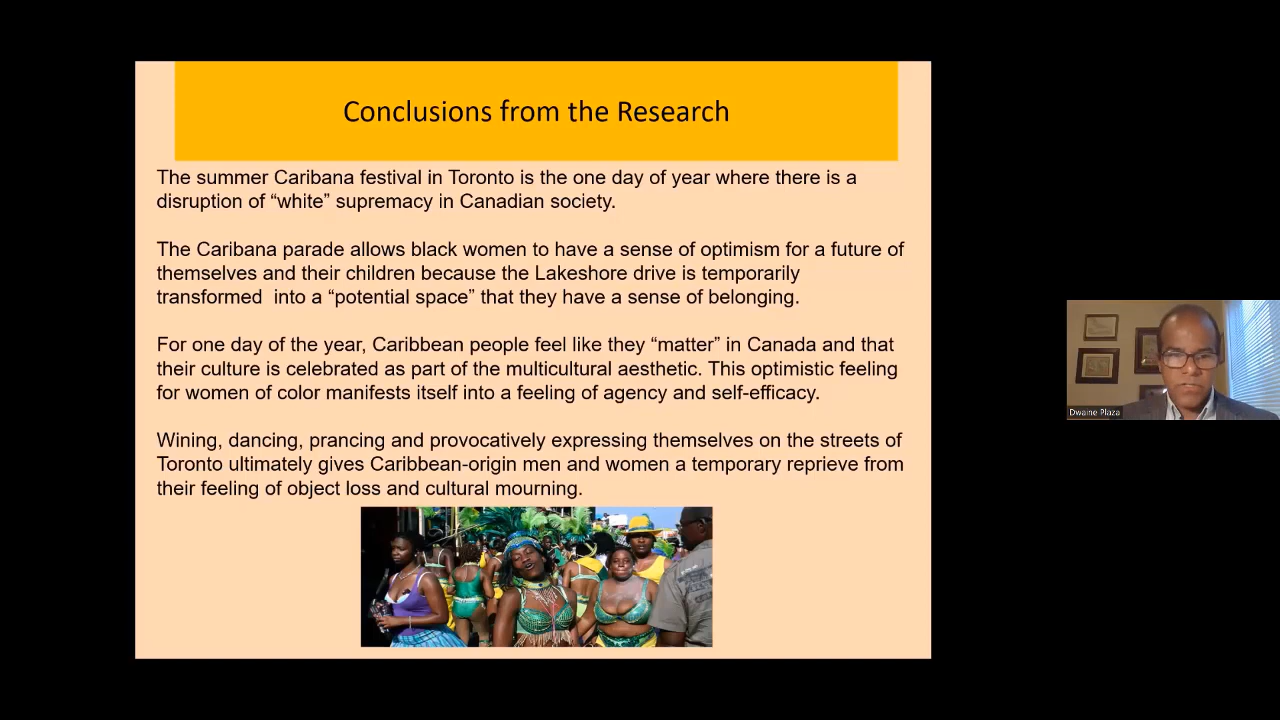 Conclusions from the Research
The summer Caribana festival in Toronto is the one day of year where there is a
disruption of “white” supremacy in Canadian society.
The Caribana parade allows black women to have a sense of optimism for a future of
themselves and their children because the Lakeshore drive is temporarily
transformed  into a “potential space” that they have a sense of belonging.
For one day of the year, Caribbean people feel like they “matter” in Canada and that
their culture is celebrated as part of the multicultural aesthetic. This optimistic feeling
for women of color manifests itself into a feeling of agency and self-efficacy.
Wining, dancing, prancing and provocatively expressing themselves on the streets of
Toronto ultimately gives Caribbean-origin men and women a temporary reprieve from
their feeling of object loss and cultural mourning.
Dwaine Plaza